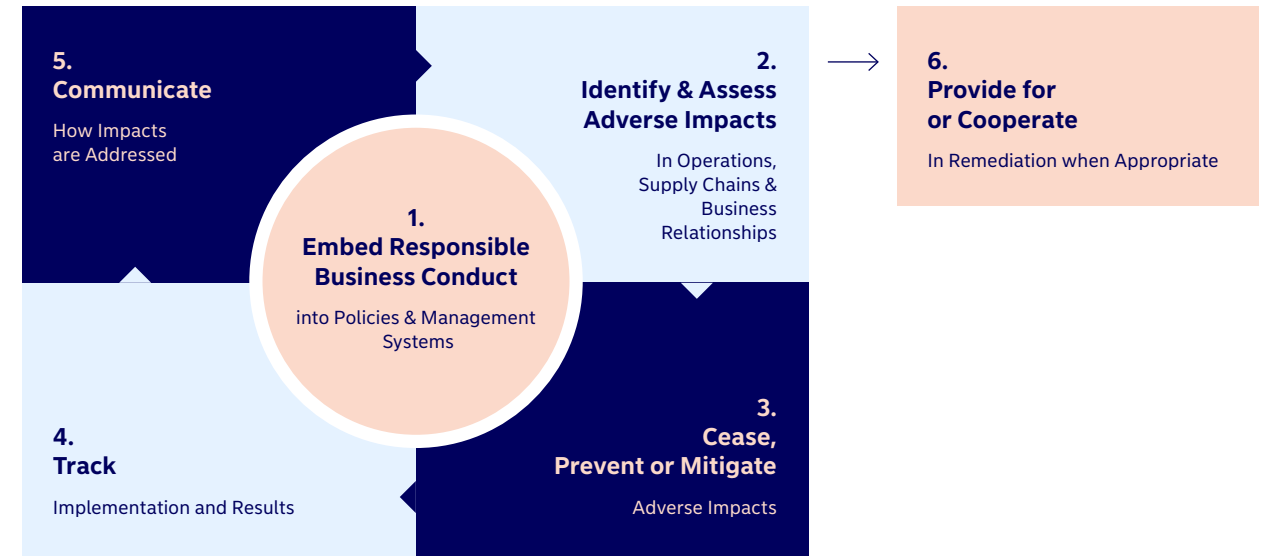 5.
Communicate
How Impacts
are Addressed
2.
Identify & Assess
Adverse Impacts
In Operations,
Supply Chains &
Business
Relationships
6.
Provide for
or Cooperate
In Remediation when Appropriate
1.
Embed Responsible
Business Conduct
into Policies & Management
Systems
4.
Track
Implementation and Results
3.
Cease,
Prevent or Mitigate
Adverse Impacts